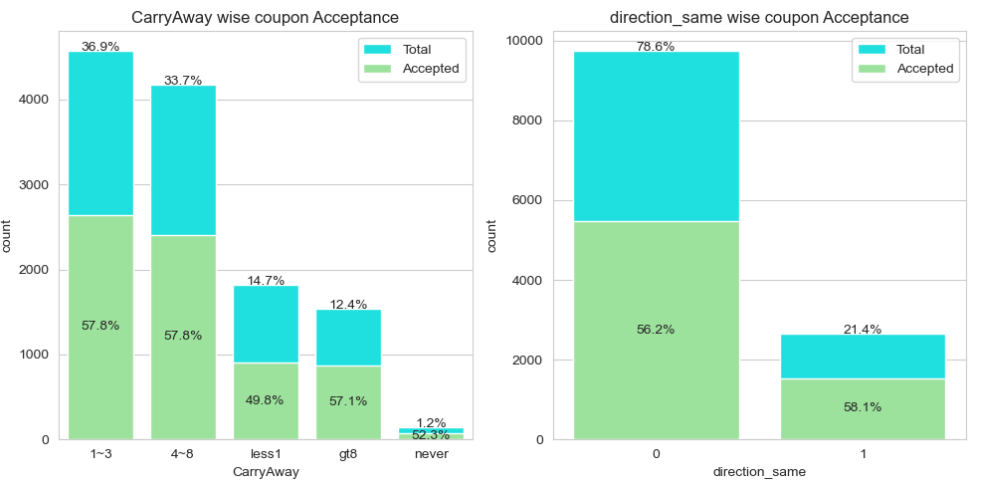 CarryAway wise coupon Acceptance
36.9%
33.7%
14.7%
12.4%
1.2%
57.8%
57.8%
49.8%
57.1%
52.3%
Total
Accepted
4000
3000
2000
1000
0
count
1~3 4~8 less1 gt8 never
CarryAway
direction_same wise coupon Acceptance
78.6%
21.4%
56.2%
58.1%
Total
Accepted
10000
8000
6000
4000
2000
0
count
0 1
direction_same